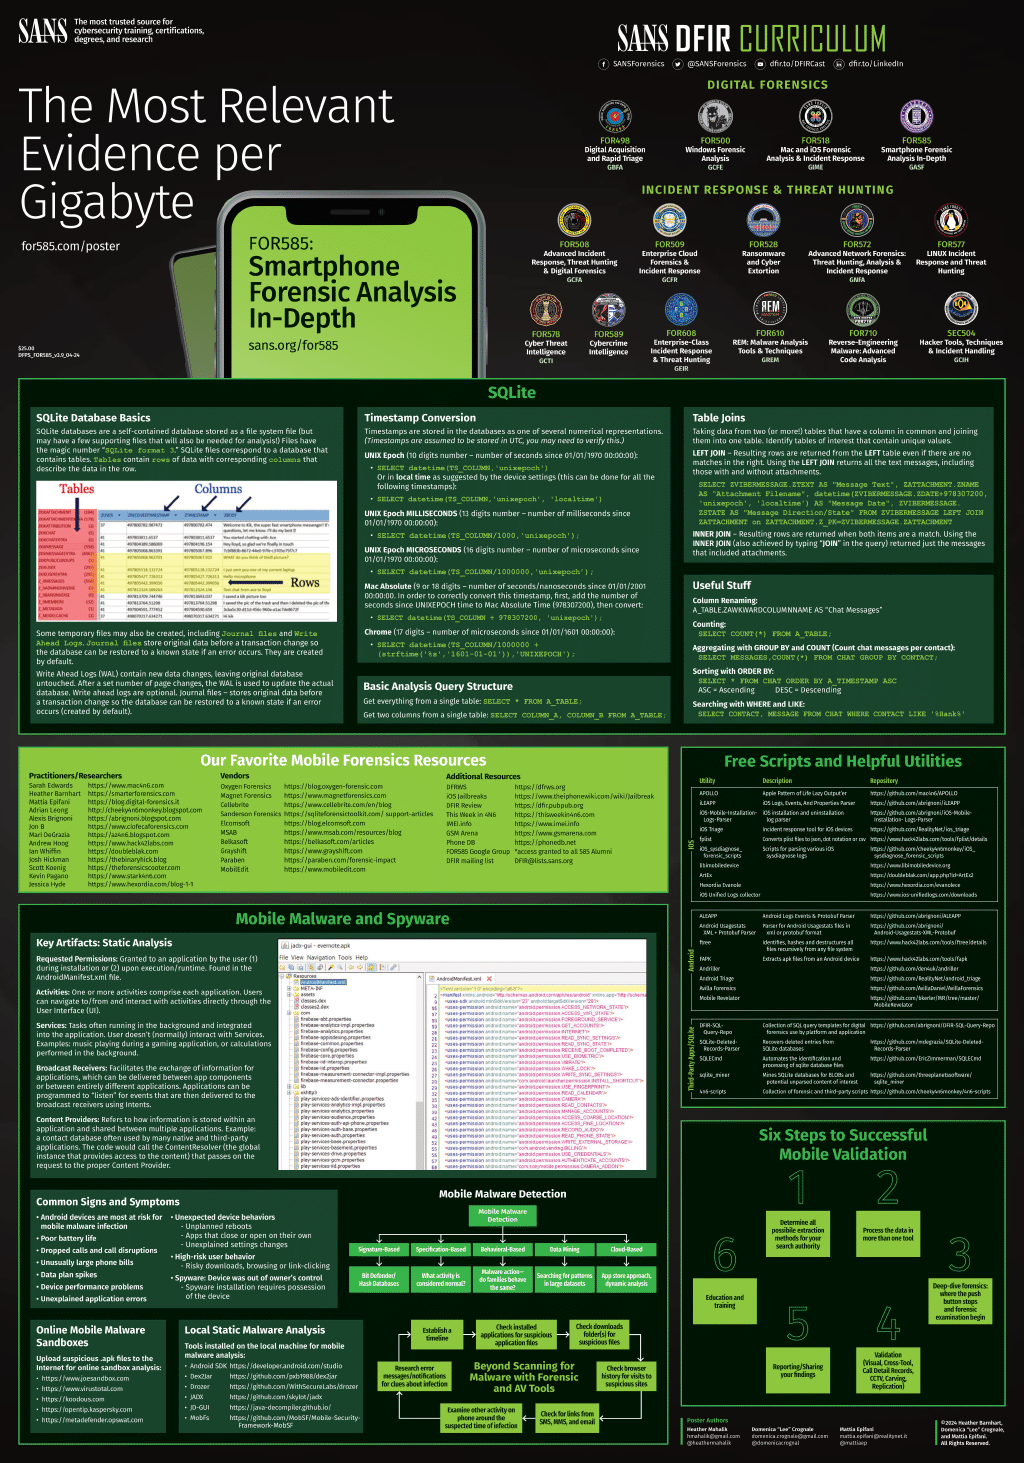 SANS
The most trusted source for
cybersecurity training, certifications,
degrees, and research
The Most Relevant
Evidence per
Gigabyte
for585.com/poster
FOR585:
Smartphone
Forensic Analysis
In-Depth
sans.org/for585
$25.00
DFPS_FOR585_v3.9_04-24
SANS DFIR CURRICULUM
SANSForensics
@SANSForensics
dfir.to/DFIRCast
dfir.to/LinkedIn
DIGITAL FORENSICS
FOR498
Digital Acquisition
and Rapid Triage
GBFA
FOR500
Windows Forensic
Analysis
GCFE
FOR518
Mac and iOS Forensic
Analysis & Incident Response
GIME
FOR585
Smartphone Forensic
Analysis In-Depth
GASF
INCIDENT RESPONSE & THREAT HUNTING
FOR508
Advanced Incident
Response, Threat Hunting
& Digital Forensics
GCFA
FOR509
Enterprise Cloud
Forensics &
Incident Response
GCFR
FOR528
Ransomware
and Cyber
Extortion
FOR572
Advanced Network Forensics:
Threat Hunting, Analysis &
Incident Response
GNFA
FOR577
LINUX Incident
Response and Threat
Hunting
FOR578
Cyber Threat
Intelligence
GCTI
FOR589
Cybercrime
Intelligence
FOR608
Enterprise-Class
Incident Response
& Threat Hunting
GEIR
FOR610
REM: Malware Analysis
Tools & Techniques
GREM
FOR710
Reverse-Engineering
Malware: Advanced
Code Analysis
SEC504
Hacker Tools, Techniques
& Incident Handling
GCIH
SQLite
SQLite Database Basics
SQLite databases are a self-contained database stored as a file system file (but
may have a few supporting files that will also be needed for analysis!) Files have
the magic number "SQLite format 3." SQLite files correspond to a database that
contains tables. Tables contain rows of data with corresponding columns that
describe the data in the row.
Tables
Columns
Rows
Some temporary files may also be created, including Journal files and Write
Ahead Logs. Journal files store original data before a transaction change so
the database can be restored to a known state if an error occurs. They are created
by default.
Write Ahead Logs (WAL) contain new data changes, leaving original database
untouched. After a set number of page changes, the WAL is used to update the actual
database. Write ahead logs are optional. Journal files – stores original data before
a transaction change so the database can be restored to a known state if an error
occurs (created by default).
Timestamp Conversion
Timestamps are stored in the databases as one of several numerical representations.
(Timestamps are assumed to be stored in UTC, you may need to verify this.)
UNIX Epoch (10 digits number – number of seconds since 01/01/1970 00:00:00):
• SELECT datetime(TS_COLUMN,'unixepoch')
Or in local time as suggested by the device settings (this can be done for all the
following timestamps):
• SELECT datetime(TS_COLUMN,'unixepoch', 'localtime')
UNIX Epoch MILLISECONDS (13 digits number – number of milliseconds since
01/01/1970 00:00:00):
• SELECT datetime(TS_COLUMN/1000,'unixepoch');
UNIX Epoch MICROSECONDS (16 digits number – number of microseconds since
01/01/1970 00:00:00):
• SELECT datetime(TS_COLUMN/1000000,'unixepoch');
Mac Absolute (9 or 18 digits – number of seconds/nanoseconds since 01/01/2001
00:00:00). In order to correctly convert this timestamp, first, add the number of
seconds since UNIXEPOCH time to Mac Absolute Time (978307200), then convert:
• SELECT datetime(TS_COLUMN + 978307200, 'unixepoch');
Chrome (17 digits – number of microseconds since 01/01/1601 00:00:00):
• SELECT datetime(TS_COLUMN/1000000 +
(strftime('%s','1601-01-01')),'UNIXEPOCH');
Basic Analysis Query Structure
Get everything from a single table: SELECT * FROM A_TABLE;
Get two columns from a single table: SELECT COLUMN_A, COLUMN_B FROM A_TABLE;
Table Joins
Taking data from two (or more!) tables that have a column in common and joining
them into one table. Identify tables of interest that contain unique values.
LEFT JOIN – Resulting rows are returned from the LEFT table even if there are no
matches in the right. Using the LEFT JOIN returns all the text messages, including
those with and without attachments.
SELECT ZVIBERMESSAGE.ZTEXT AS "Message Text", ZATTACHMENT.ZNAME
AS "Attachment Filename", datetime(ZVIBERMESSAGE.ZDATE+978307200,
'unixepoch', 'localtime') AS "Message Date", ZVIBERMESSAGE.
ZSTATE AS "Message Direction/State" FROM ZVIBERMESSAGE LEFT JOIN
ZATTACHMENT on ZATTACHMENT.Z_PK=ZVIBERMESSAGE.ZATTACHMENT
INNER JOIN – Resulting rows are returned when both items are a match. Using the
INNER JOIN (also achieved by typing "JOIN" in the query) returned just the messages
that included attachments.
Useful Stuff
Column Renaming:
A_TABLE.ZAWKWARDCOLUMNNAME AS "Chat Messages"
Counting:
SELECT COUNT(*) FROM A_TABLE;
Aggregating with GROUP BY and COUNT (Count chat messages per contact):
SELECT MESSAGES,COUNT(*) FROM CHAT GROUP BY CONTACT;
Sorting with ORDER BY:
SELECT * FROM CHAT ORDER BY A_TIMESTAMP ASC
ASC = Ascending DESC = Descending
Searching with WHERE and LIKE:
SELECT CONTACT, MESSAGE FROM CHAT WHERE CONTACT LIKE '%Hank%'
Our Favorite Mobile Forensics Resources
Practitioners/Researchers
Sarah Edwards https://www.mac4n6.com
Heather Barnhart https://smarterforensics.com
Mattia Epifani https://blog.digital-forensics.it
Adrian Leong http://cheeky4n6monkey.blogspot.com
Alexis Brignoni https://abrignoni.blogspot.com
Jon B https://www.ciofecaforensics.com
Mari DeGrazia https://az4n6.blogspot.com
Andrew Hoog https://www.hack42labs.com
Ian Whiffin https://doubleblak.com
Josh Hickman https://thebinaryhick.blog
Scott Koenig https://theforensicscooter.com
Kevin Pagano https://www.stark4n6.com
Jessica Hyde https://www.hexordia.com/blog-1-1
Vendors
Oxygen Forensics https://blog.oxygen-forensic.com
Magnet Forensics https://www.magnetforensics.com
Cellebrite https://www.cellebrite.com/en/blog
Sanderson Forensics https://sqliteforensictoolkit.com/ support-articles
Elcomsoft https://blog.elcomsoft.com
MSAB https://www.msab.com/resources/blog
Belkasoft https://belkasoft.com/articles
Grayshift https://www.grayshift.com
Paraben https://paraben.com/forensic-impact
MobilEdit https://www.mobiledit.com
Additional Resources
DFRWS https://dfrws.org
iOS Jailbreaks https://www.theiphonewiki.com/wiki/Jailbreak
DFIR Review https://dfir.pubpub.org
This Week in 4N6 https://thisweekin4n6.com
IMEI.info https://www.imei.info
GSM Arena https://www.gsmarena.com
Phone DB https://phonedb.net
FOR585 Google Group *access granted to all 585 Alumni
DFIR mailing list DFIR@lists.sans.org
Free Scripts and Helpful Utilities
Utility Description Repository
iOS
APOLLO Apple Pattern of Life Lazy Output'er https://github.com/mac4n6/APOLLO
iLEAPP iOS Logs, Events, And Properties Parser https://github.com/abrignoni/iLEAPP
iOS-Mobile-Installation-Logs-Parser iOS installation and uninstallation log parser https://github.com/abrignoni/iOS-Mobile-Installation- Logs-Parser
iOS Triage Incident response tool for iOS devices https://github.com/RealityNet/ios_triage
fplist Converts plist files to json, dot notation or csv https://www.hack42labs.com/tools/fplist/details
iOS_sysdiagnose_forensic_scripts Scripts for parsing various iOS sysdiagnose logs https://github.com/cheeky4n6monkey/iOS_sysdiagnose_forensic_scripts
libimobiledevice https://www.libimobiledevice.org
ArtEx https://doubleblak.com/app.php?id=ArtEx2
Hexordia Evanole https://www.hexordia.com/evanolece
iOS Unified Logs collector https://www.ios-unifiedlogs.com/downloads
Android
ALEAPP Android Logs Events & Protobuf Parser https://github.com/abrignoni/ALEAPP
Android Usagestats XML + Protobuf Parser Parser for Android Usagestats files in xml or protobuf format https://github.com/abrignoni/Android-Usagestats-XML-Protobuf
ftree Identifies, hashes and destructures all files recursively from any file system https://www.hack42labs.com/tools/ftree/details
FAPK Extracts apk files from an Android device https://www.hack42labs.com/tools/fapk
Andriller https://github.com/den4uk/andriller
Android Triage https://github.com/RealityNet/android_triage
Avilla Forensics https://github.com/AvillaDaniel/AvillaForensics
Mobile Revelator https://github.com/bkerler/MR/tree/master/MobileRevelator
Third-Party Apps/SQLite
DFIR-SQL-Query-Repo Collection of SQL query templates for digital forensics use by platform and application https://github.com/abrignoni/DFIR-SQL-Query-Repo
SQLite-Deleted-Records-Parser Recovers deleted entries from SQLite databases https://github.com/mdegrazia/SQLite-Deleted-Records-Parser
SQLECmd Automates the identification and processing of sqlite database files https://github.com/EricZimmerman/SQLECmd
sqlite_miner Mines SQLite databases for BLOBs and potential unparsed content of interest https://github.com/threeplanetssoftware/sqlite_miner
4n6-scripts Collection of forensic and third-party scripts https://github.com/cheeky4n6monkey/4n6-scripts
Mobile Malware and Spyware
Key Artifacts: Static Analysis
Requested Permissions: Granted to an application by the user (1)
during installation or (2) upon execution/runtime. Found in the
AndroidManifest.xml file.
Activities: One or more activities comprise each application. Users
can navigate to/from and interact with activities directly through the
User Interface (UI).
Services: Tasks often running in the background and integrated
into the application. User doesn't (normally) interact with services.
Examples: music playing during a gaming application, or calculations
performed in the background.
Broadcast Receivers: Facilitates the exchange of information for
applications, which can be delivered between app components
or between entirely different applications. Applications can be
programmed to "listen" for events that are then delivered to the
broadcast receivers using Intents.
Content Providers: Refers to how information is stored within an
application and shared between multiple applications. Example:
a contact database often used by many native and third-party
applications. The code would call the ContentResolver (the global
instance that provides access to the content) that passes on the
request to the proper Content Provider.
jadx-gui - evernote.apk
File View Navigation Tools Help
AndroidManifest.xml
Common Signs and Symptoms
• Android devices are most at risk for
mobile malware infection
• Poor battery life
• Dropped calls and call disruptions
• Unusually large phone bills
• Data plan spikes
• Device performance problems
• Unexplained application errors
• Unexpected device behaviors
- Unplanned reboots
- Apps that close or open on their own
- Unexplained settings changes
• High-risk user behavior
- Risky downloads, browsing or link-clicking
• Spyware: Device was out of owner's control
- Spyware installation requires possession
of the device
Mobile Malware Detection
Mobile Malware
Detection
Signature-Based
Specification-Based
Behavioral-Based
Data Mining
Cloud-Based
Bit Defender/
Hash Databases
What activity is
considered normal?
Malware action—
do families behave
the same?
Searching for patterns
in large datasets
App store approach,
dynamic analysis
Online Mobile Malware
Sandboxes
Upload suspicious .apk files to the
Internet for online sandbox analysis:
• https://www.joesandbox.com
• https://www.virustotal.com
• https://koodous.com
• https://opentip.kaspersky.com
• https://metadefender.opswat.com
Local Static Malware Analysis
Tools installed on the local machine for mobile
malware analysis:
• Android SDK https://developer.android.com/studio
• Dex2Jar https://github.com/pxb1988/dex2jar
• Drozer https://github.com/WithSecureLabs/drozer
• JADX https://github.com/skylot/jadx
• JD-GUI https://java-decompiler.github.io/
• MobFs https://github.com/MobSF/Mobile-Security-
Framework-MobSF
Beyond Scanning for
Malware with Forensic
and AV Tools
Establish a
timeline
Check installed
applications for suspicious
application files
Check downloads
folder(s) for
suspicious files
Check browser
history for visits to
suspicious sites
Check for links from
SMS, MMS, and email
Examine other activity on
phone around the
suspected time of infection
Research error
messages/notifications
for clues about infection
Six Steps to Successful
Mobile Validation
1
Determine all
possible extraction
methods for your
search authority
2
Process the data in
more than one tool
3
Deep-dive forensics:
where the push
button stops
and forensic
examination begin
4
Validation
(Visual, Cross-Tool,
Call Detail Records,
CCTV, Carving,
Replication)
5
Reporting/Sharing
your findings
6
Education and
training
Poster Authors
Heather Mahalik
hmahalik@gmail.com
@heathermahalik
Domenica "Lee" Crognale
domenica.crognale@gmail.com
@domenicacrognal
Mattia Epifani
mattia.epifani@realitynet.it
@mattiaep
©2024 Heather Barnhart,
Domenica "Lee" Crognale,
and Mattia Epifani.
All Rights Reserved.